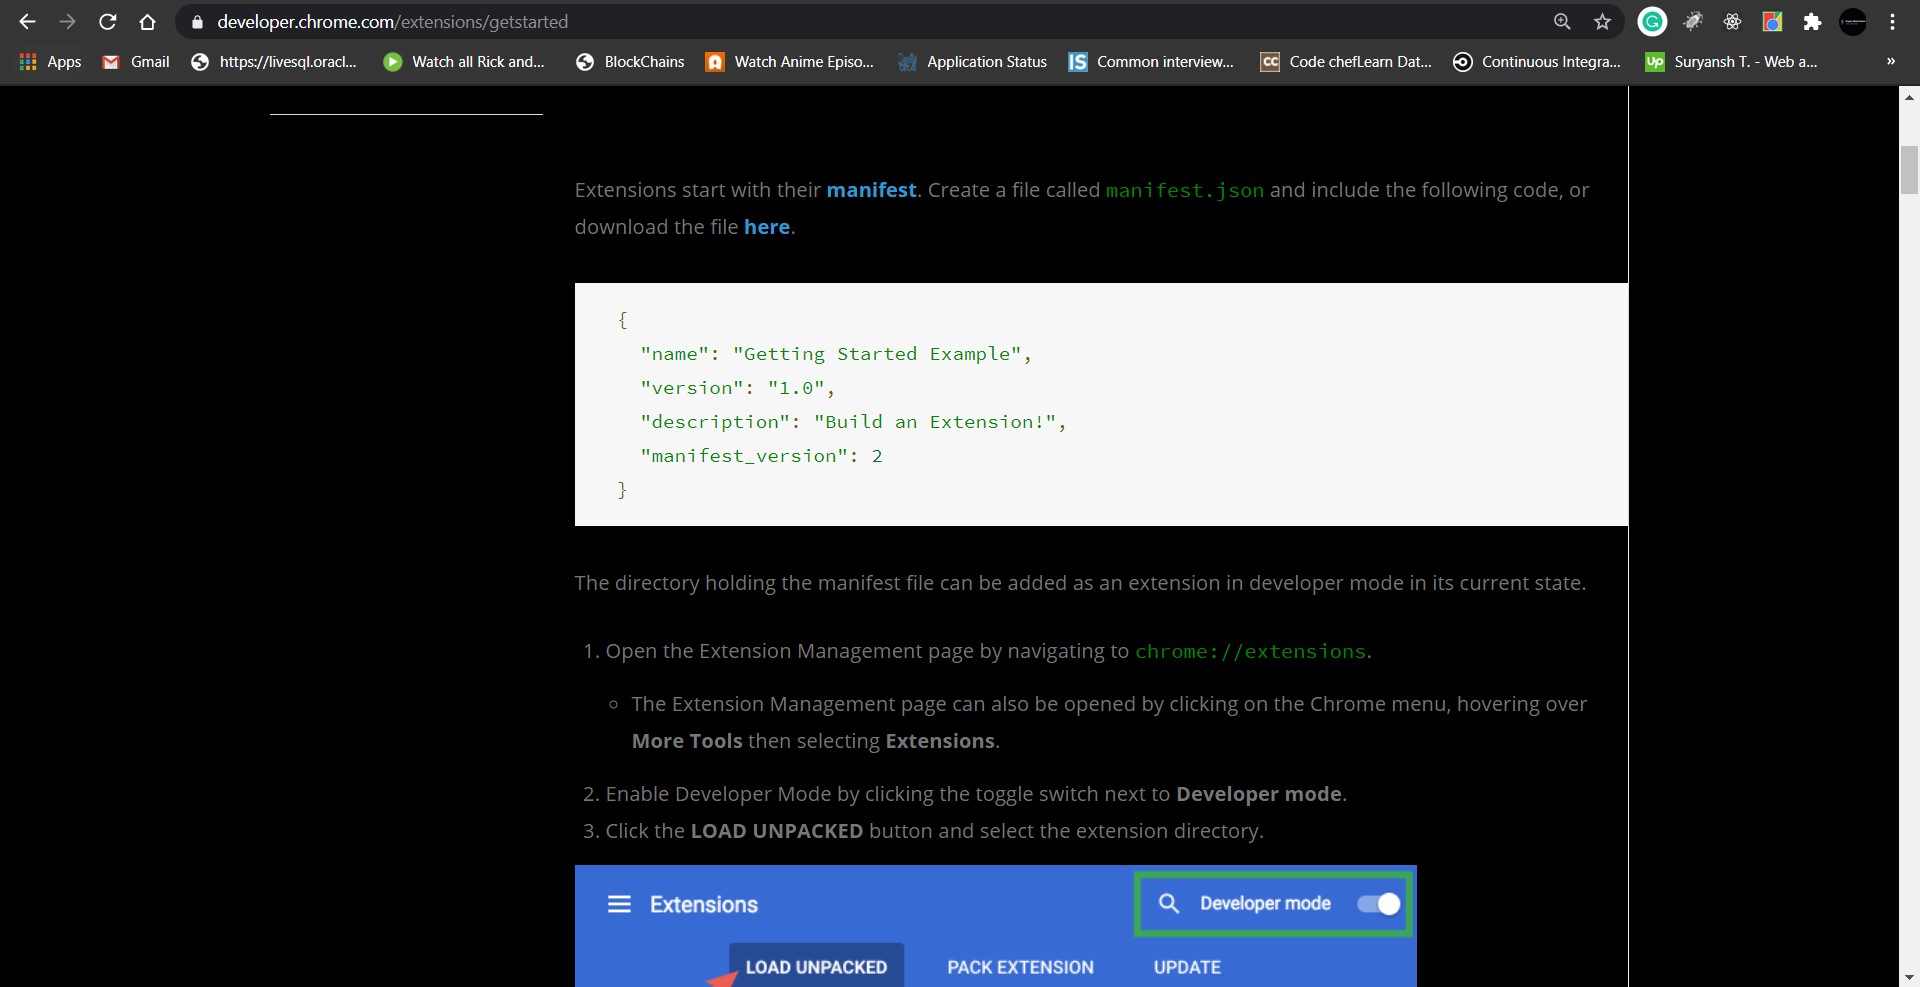 developer.chrome.com/extensions/getstarted
Apps Gmail https://livesql.oracl... Watch all Rick and... BlockChains Watch Anime Episo... Application Status IS Common interview... CC Code chefLearn Dat... Continuous Integra... Up Suryansh T. - Web a... »
Extensions start with their manifest. Create a file called manifest.json and include the following code, or
download the file here.
{
"name": "Getting Started Example",
"version": "1.0",
"description": "Build an Extension!",
"manifest_version": 2
}
The directory holding the manifest file can be added as an extension in developer mode in its current state.
1. Open the Extension Management page by navigating to chrome://extensions.
The Extension Management page can also be opened by clicking on the Chrome menu, hovering over
More Tools then selecting Extensions.
2. Enable Developer Mode by clicking the toggle switch next to Developer mode.
3. Click the LOAD UNPACKED button and select the extension directory.
Extensions Developer mode
LOAD UNPACKED PACK EXTENSION UPDATE